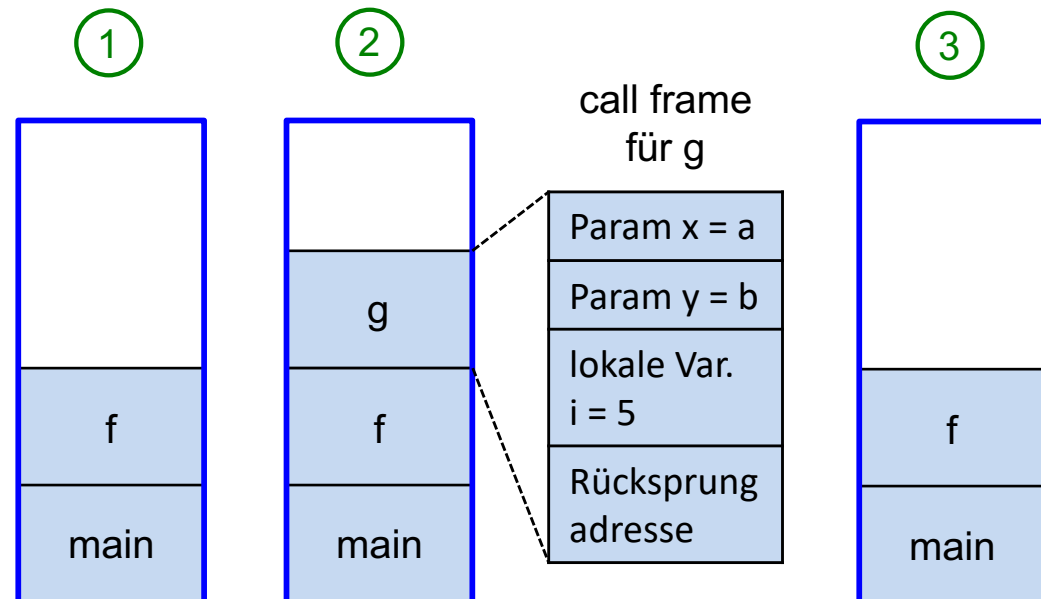 1
2
3
call frame
für g
g
f
main
f
main
Param x = a
Param y = b
lokale Var.
i = 5
Rücksprung
adresse
f
main